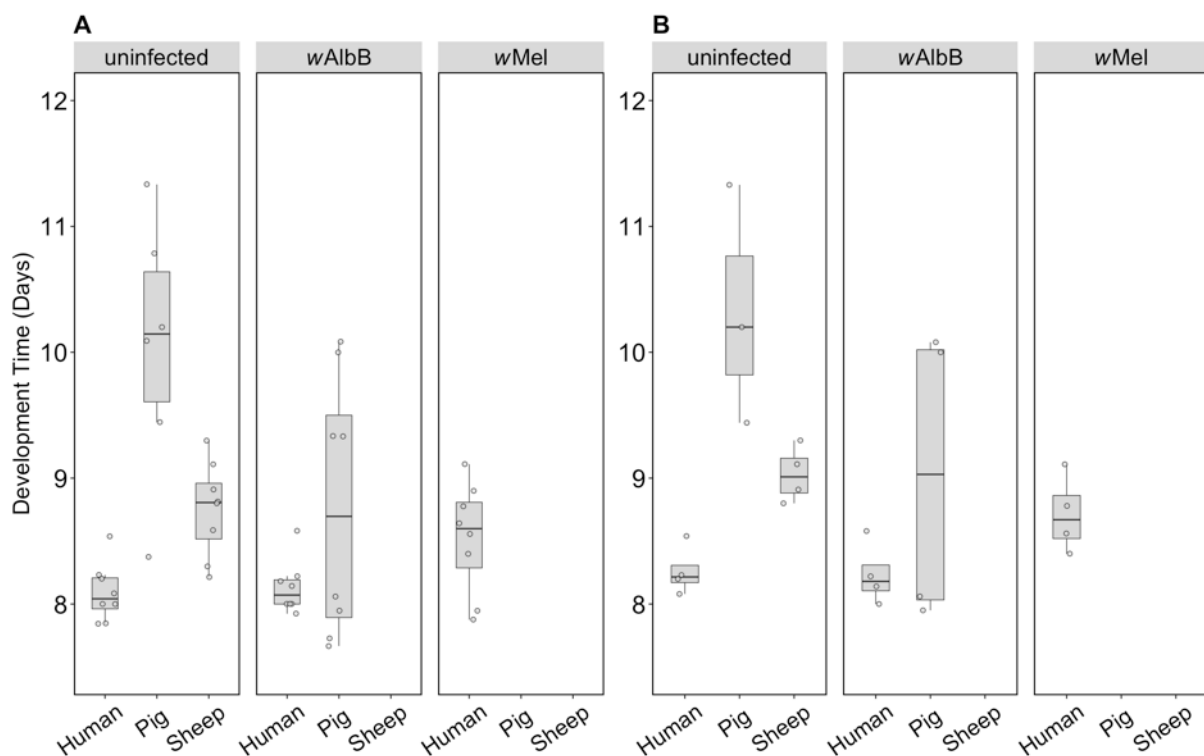 A
B
uninfected wAlbB wMel
uninfected wAlbB wMel
Development Time (Days)
12
11
10
9
8
12
11
10
9
8
Human Pig Sheep Human Pig Sheep Human Pig Sheep
Human Pig Sheep Human Pig Sheep Human Pig Sheep